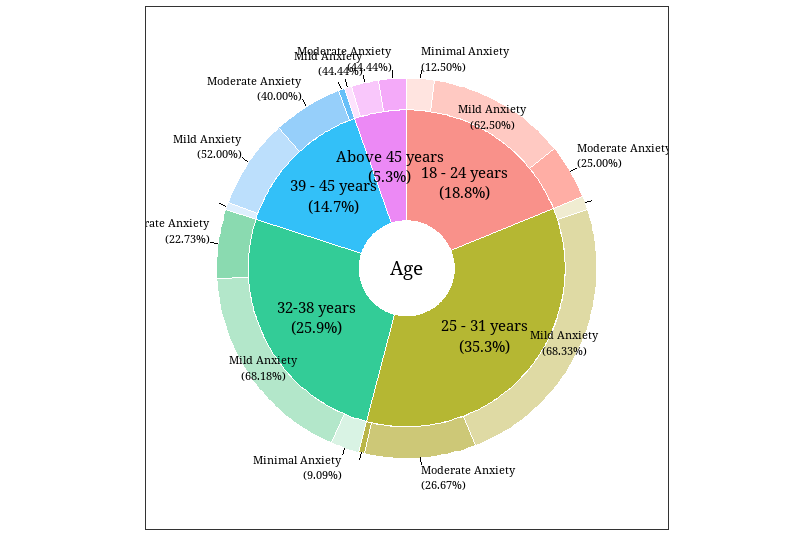 Moderate Anxiety
(44.44%)
Mild Anxiety
(44.44%)
Minimal Anxiety
(12.50%)
Moderate Anxiety
(40.00%)
Mild Anxiety
(62.50%)
Mild Anxiety
(52.00%)
Moderate Anxiety
(25.00%)
Above 45 years
(5.3%)
18 - 24 years
(18.8%)
39 - 45 years
(14.7%)
rate Anxiety
(22.73%)
Age
32-38 years
(25.9%)
25 - 31 years
(35.3%)
Mild Anxiety
(68.33%)
Mild Anxiety
(68.18%)
Minimal Anxiety
(9.09%)
Moderate Anxiety
(26.67%)